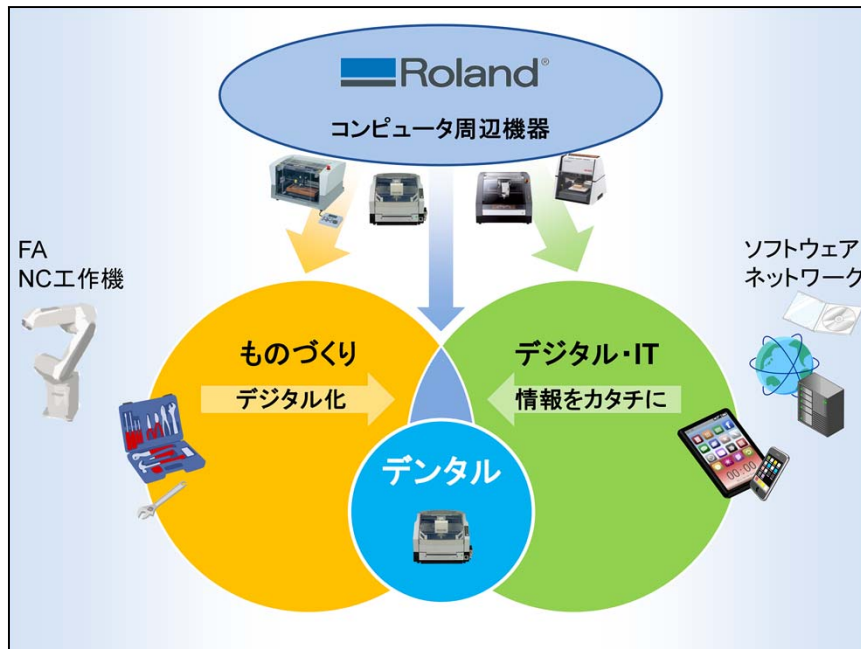 Roland®
コンピュータ周辺機器
FA
NC工作機
ソフトウェア
ネットワーク
ものづくり
デジタル・IT
デジタル化
情報をカタチに
デンタル
00:00